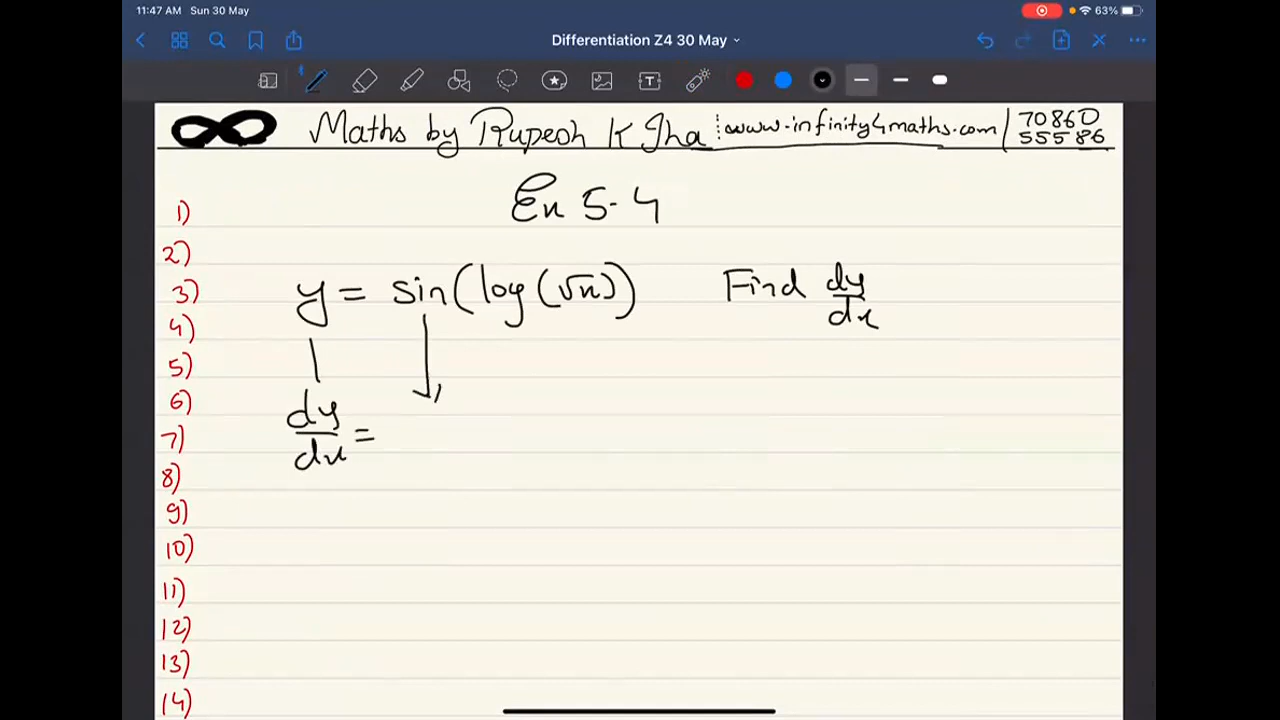 11:47 AM Sun 30 May 63%
Differentiation Z4 30 May
Maths by Rupesh K Jha www.infinity4maths.com 70860
55586
Ex 5.4
1)
2)
3) y = sin(log(√x)) Find dy/dx
4)
5)
6)
7) dy/dx =
8)
9)
10)
11)
12)
13)
14)